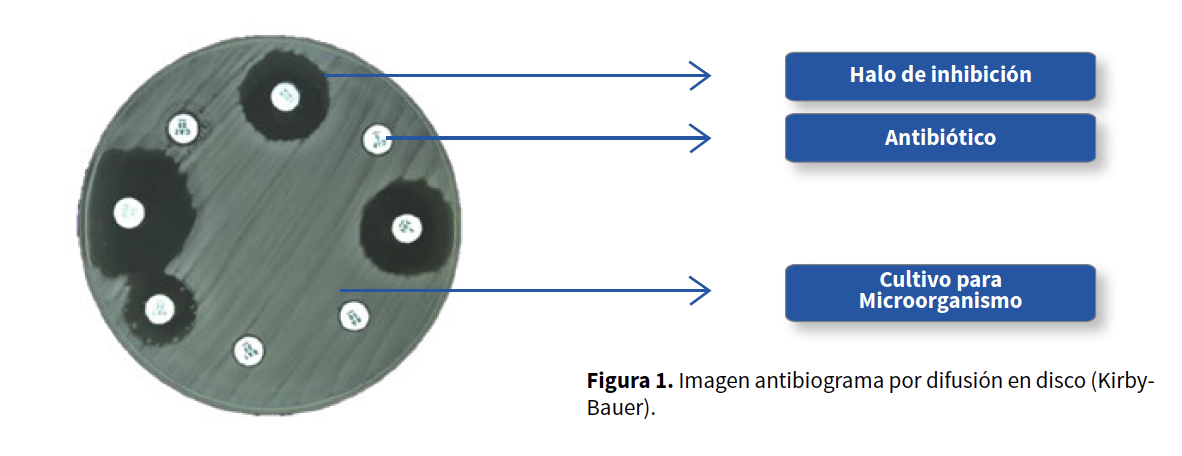 Halo de inhibición
Antibiótico
Cultivo para
Microorganismo
Figura 1. Imagen antibiograma por difusión en disco (Kirby-
Bauer).